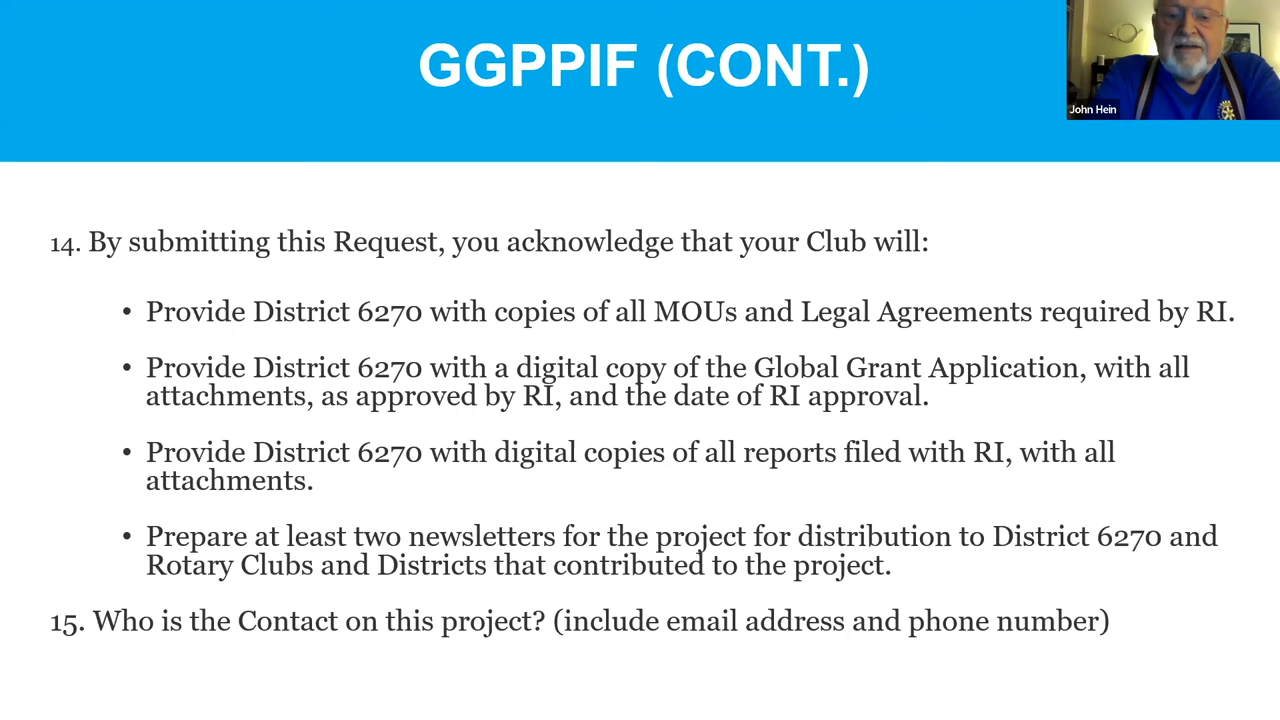 GGPPIF (CONT.)
John Hein
14. By submitting this Request, you acknowledge that your Club will:
• Provide District 6270 with copies of all MOUs and Legal Agreements required by RI.
• Provide District 6270 with a digital copy of the Global Grant Application, with all
attachments, as approved by RI, and the date of RI approval.
• Provide District 6270 with digital copies of all reports filed with RI, with all
attachments.
• Prepare at least two newsletters for the project for distribution to District 6270 and
Rotary Clubs and Districts that contributed to the project.
15. Who is the Contact on this project? (include email address and phone number)